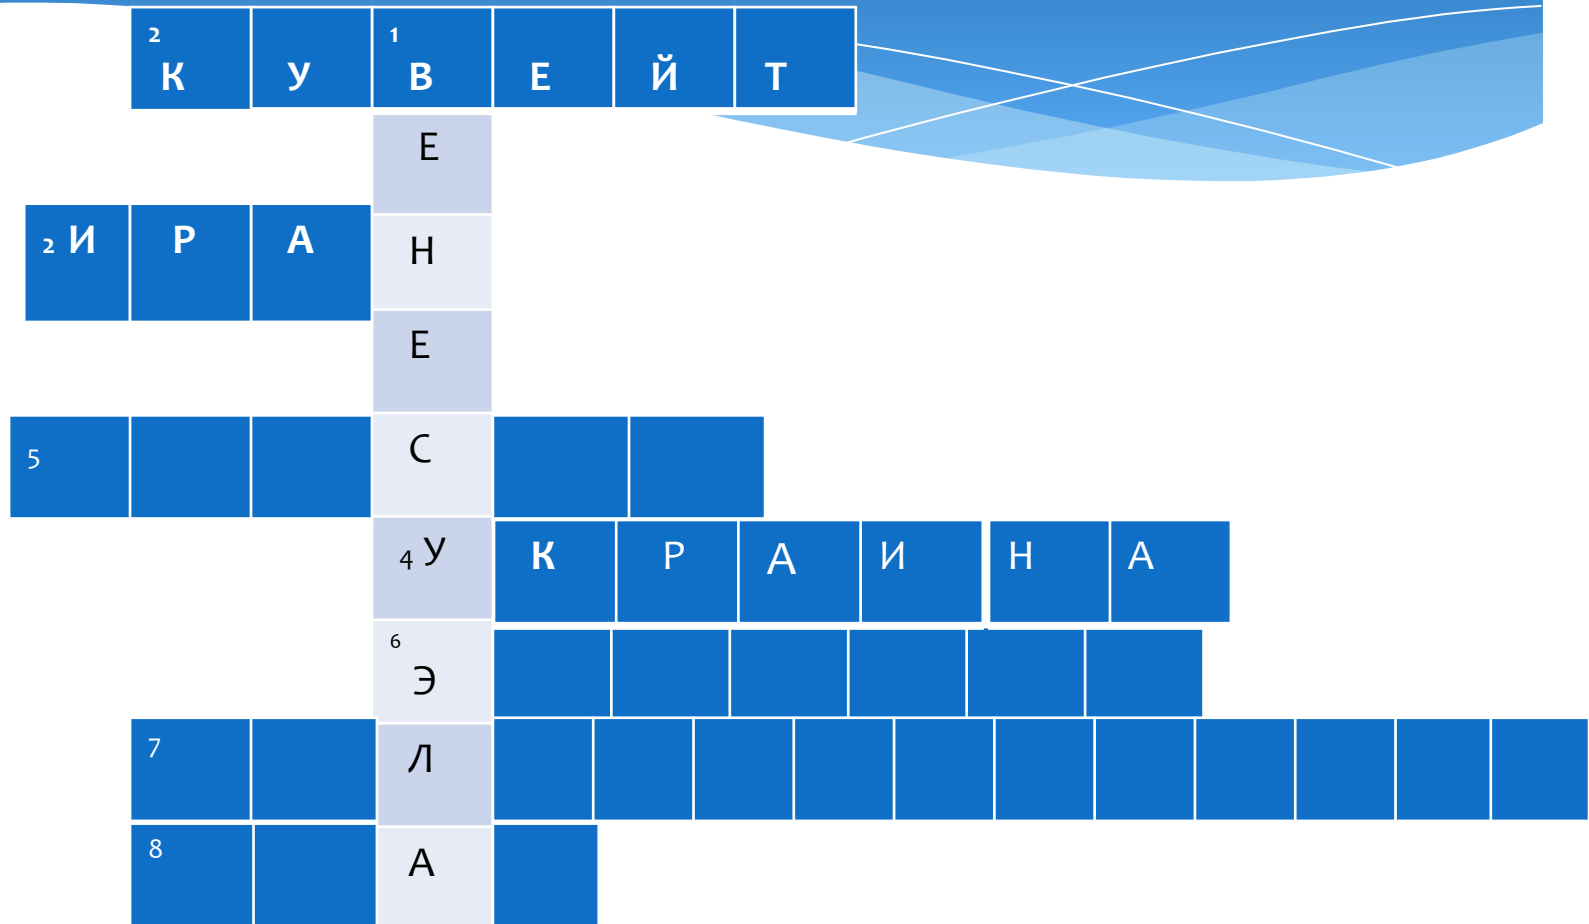 2 1
К У В Е Й Т
Е
2 И Р А Н
Е
5 С
4 У К Р А И Н А
6
Э
7 Л
8 А